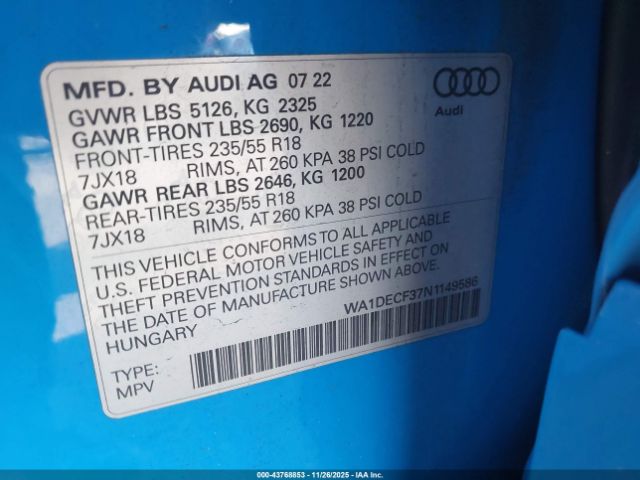 MFD. BY AUDI AG 07 22
Audi
GVWR LBS 5126, KG 2325
GAWR FRONT LBS 2690, KG 1220
FRONT-TIRES 235/55 R18
7JX18 RIMS, AT 260 KPA 38 PSI COLD
GAWR REAR LBS 2646, KG 1200
REAR-TIRES 235/55 R18
7JX18 RIMS, AT 260 KPA 38 PSI COLD
THIS VEHICLE CONFORMS TO ALL APPLICABLE
U.S. FEDERAL MOTOR VEHICLE SAFETY AND
THEFT PREVENTION STANDARDS IN EFFECT ON
THE DATE OF MANUFACTURE SHOWN ABOVE.
HUNGARY
WA1DECF37N1149586
TYPE:
MPV
000-43768853 - 11/26/2025 - IAA Inc.